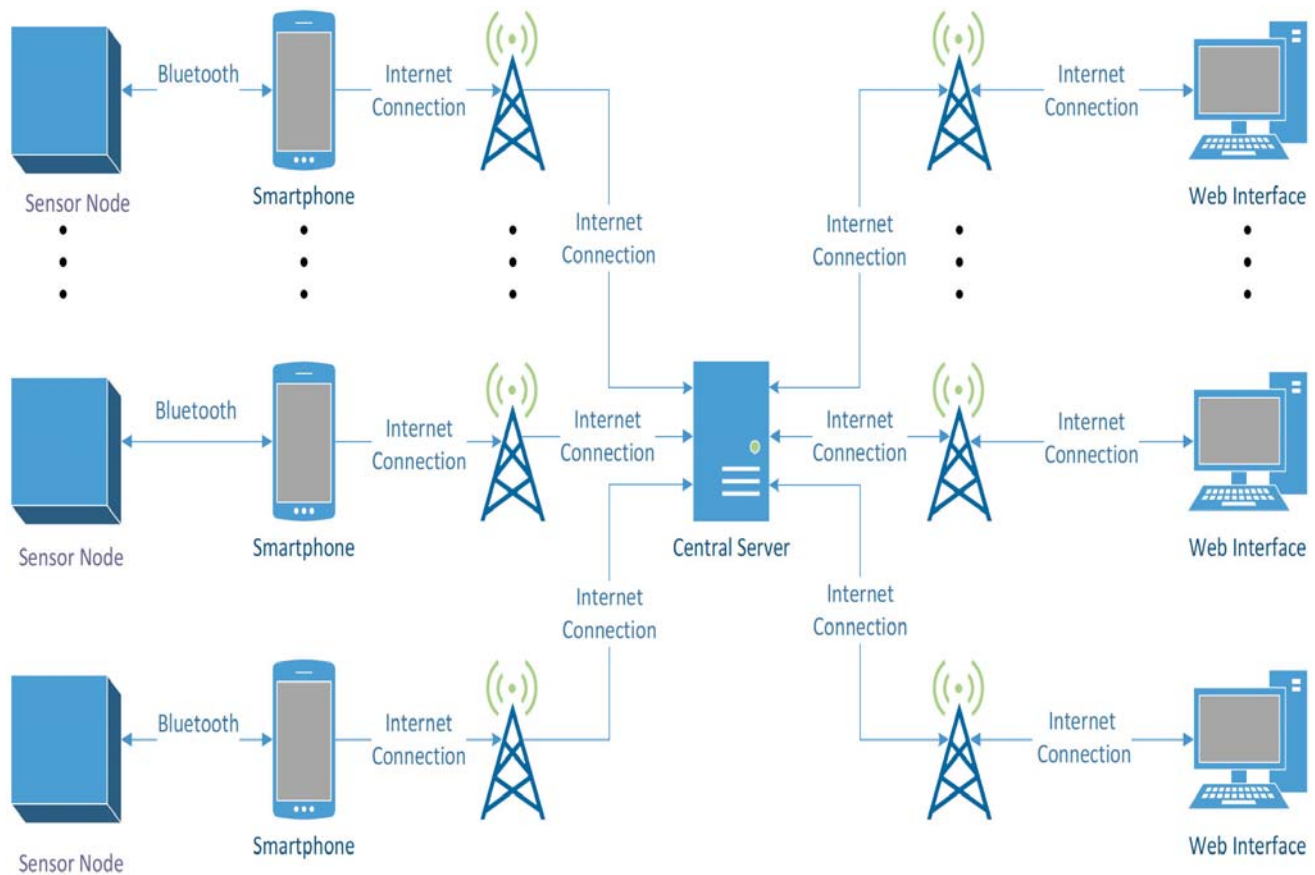 Bluetooth
Internet
Connection
Internet
Connection
Sensor Node
Smartphone
Web Interface
Internet
Connection
Internet
Connection
Bluetooth
Internet
Connection
Internet
Connection
Internet
Connection
Internet
Connection
Sensor Node
Smartphone
Central Server
Web Interface
Internet
Connection
Internet
Connection
Bluetooth
Internet
Connection
Internet
Connection
Sensor Node
Smartphone
Web Interface